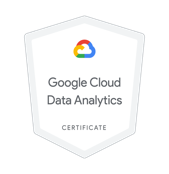 Google Cloud
Data Analytics
CERTIFICATE